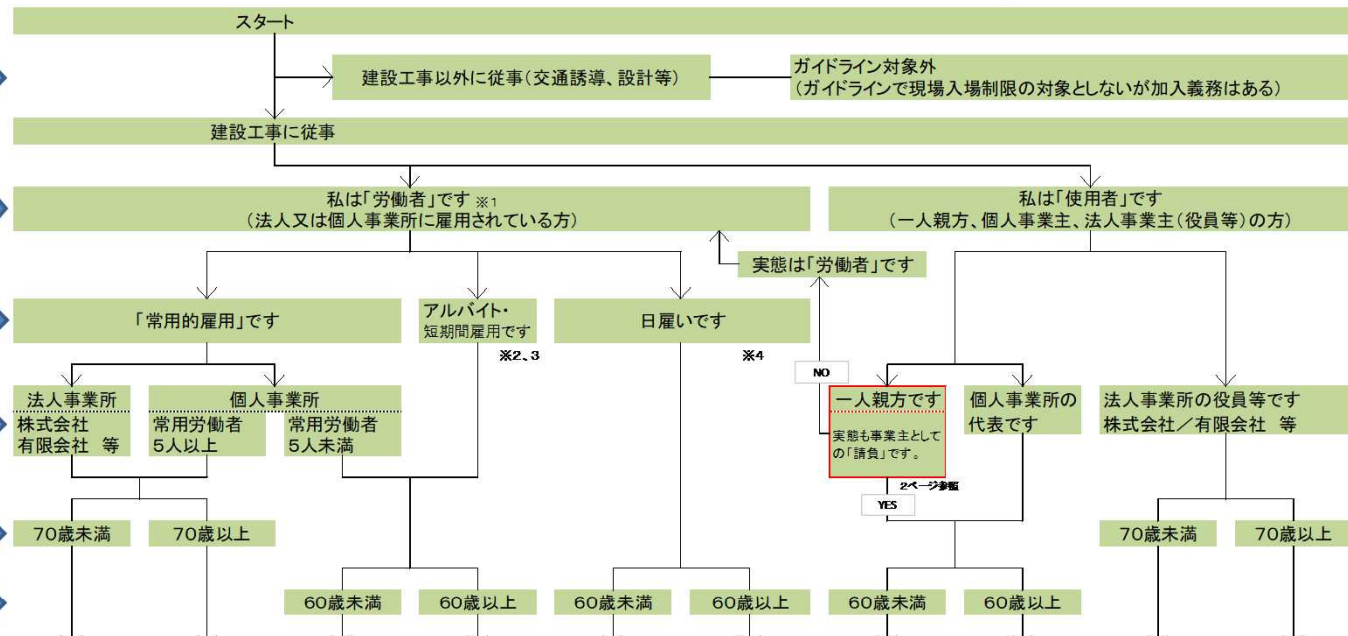 スタート
建設工事以外に従事(交通誘導、設計等)
ガイドライン対象外
(ガイドラインで現場入場制限の対象としないが加入義務はある)
建設工事に従事
私は「労働者」です ※1
(法人又は個人事業所に雇用されている方)
私は「使用者」です
(一人親方、個人事業主、法人事業主(役員等)の方)
実態は「労働者」です
「常用的雇用」です
アルバイト・
短期間雇用です
※2、3
日雇いです
※4
NO
法人事業所
株式会社
有限会社 等
個人事業所
常用労働者
5人以上
常用労働者
5人未満
一人親方です
実態も事業主として
の「請負」です。
2ページ参照
YES
個人事業所の
代表です
法人事業所の役員等です
株式会社/有限会社 等
70歳未満
70歳以上
70歳未満
70歳以上
60歳未満
60歳以上
60歳未満
60歳以上
60歳未満
60歳以上